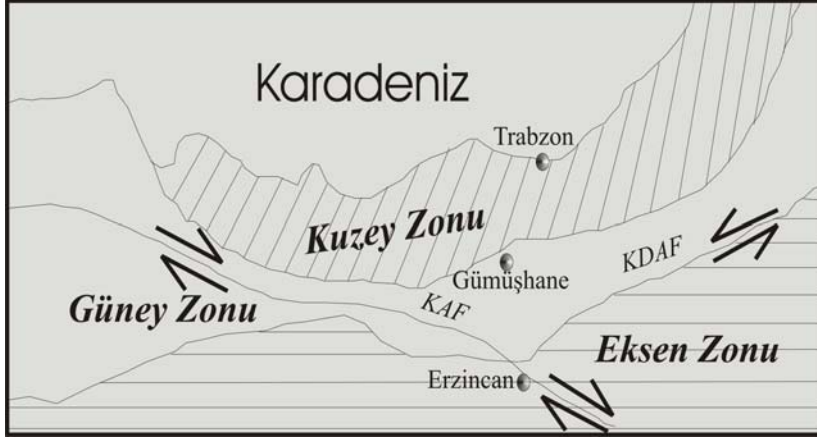 Karadeniz
Trabzon
Kuzey Zonu
KDAF
Gümüşhane
KAF
Güney Zonu
Eksen Zonu
Erzincan